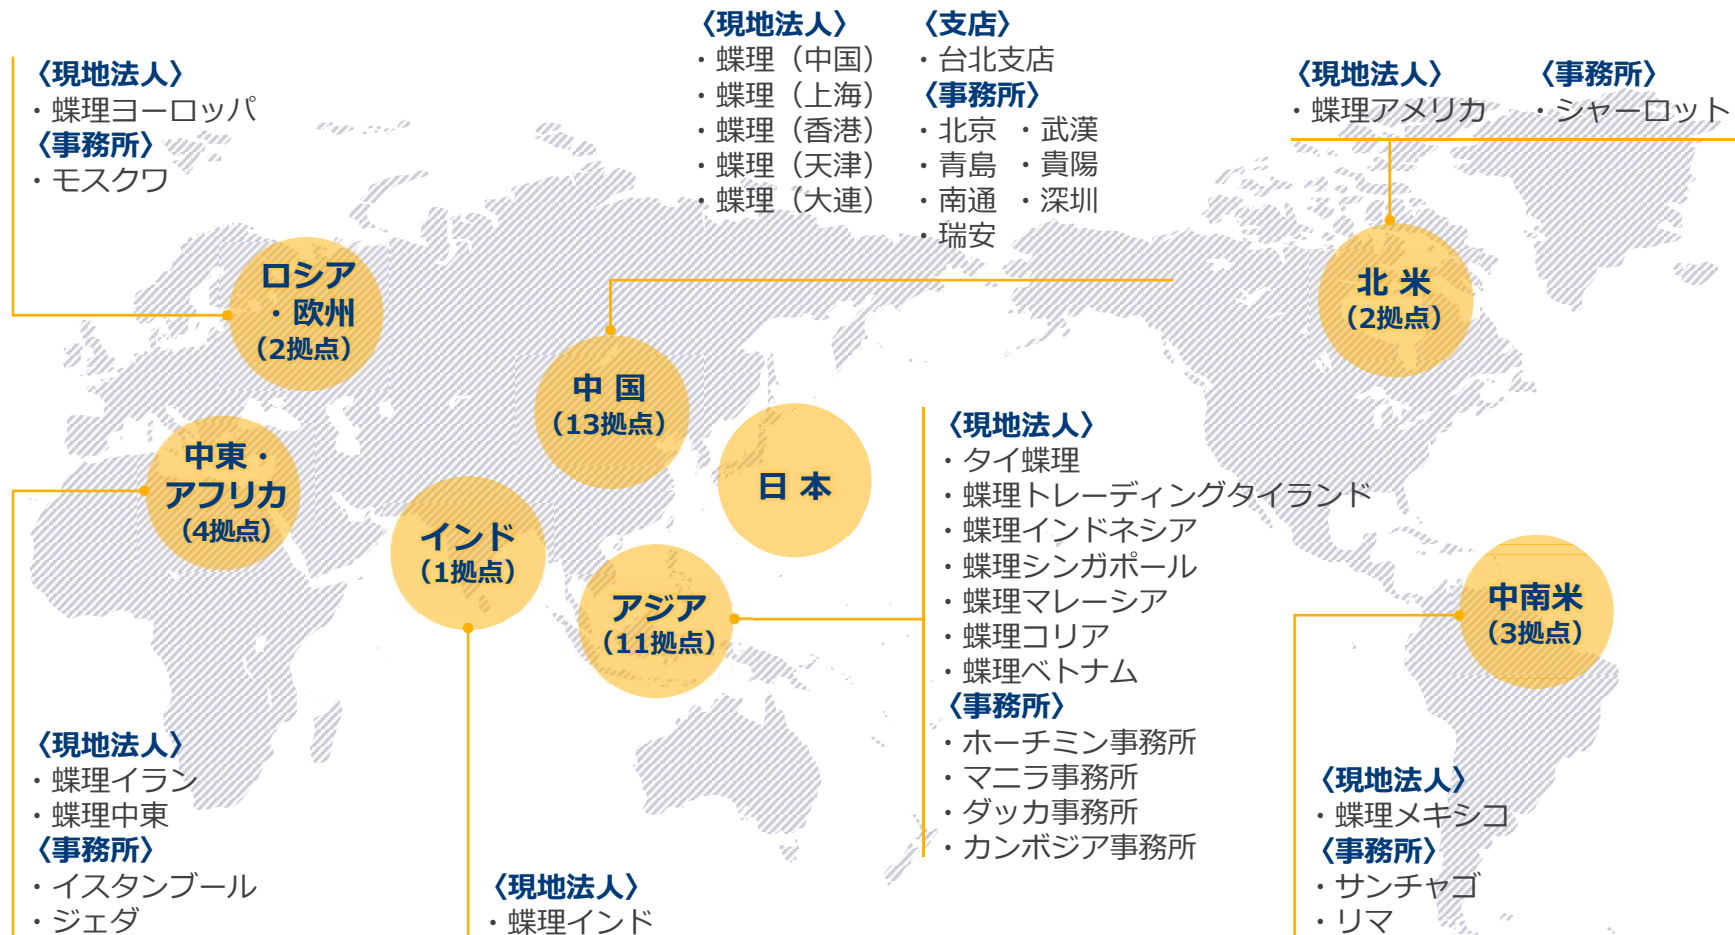 〈現地法人〉
・蝶理ヨーロッパ
〈事務所〉
・モスクワ
〈現地法人〉
・蝶理（中国）
・蝶理（上海）
・蝶理（香港）
・蝶理（天津）
・蝶理（大連）
〈支店〉
・台北支店
〈事務所〉
・北京 ・武漢
・青島 ・貴陽
・南通 ・深圳
・瑞安
〈現地法人〉
・蝶理アメリカ
〈事務所〉
・シャーロット
ロシア
・欧州
（2拠点）
中 国
（13拠点）
北 米
（2拠点）
中東・
アフリカ
（4拠点）
インド
（1拠点）
日 本
アジア
（11拠点）
中南米
（3拠点）
〈現地法人〉
・タイ蝶理
・蝶理トレーディングタイランド
・蝶理インドネシア
・蝶理シンガポール
・蝶理マレーシア
・蝶理コリア
・蝶理ベトナム
〈事務所〉
・ホーチミン事務所
・マニラ事務所
・ダッカ事務所
・カンボジア事務所
〈現地法人〉
・蝶理イラン
・蝶理中東
〈事務所〉
・イスタンブール
・ジェダ
〈現地法人〉
・蝶理インド
〈現地法人〉
・蝶理メキシコ
〈事務所〉
・サンチャゴ
・リマ